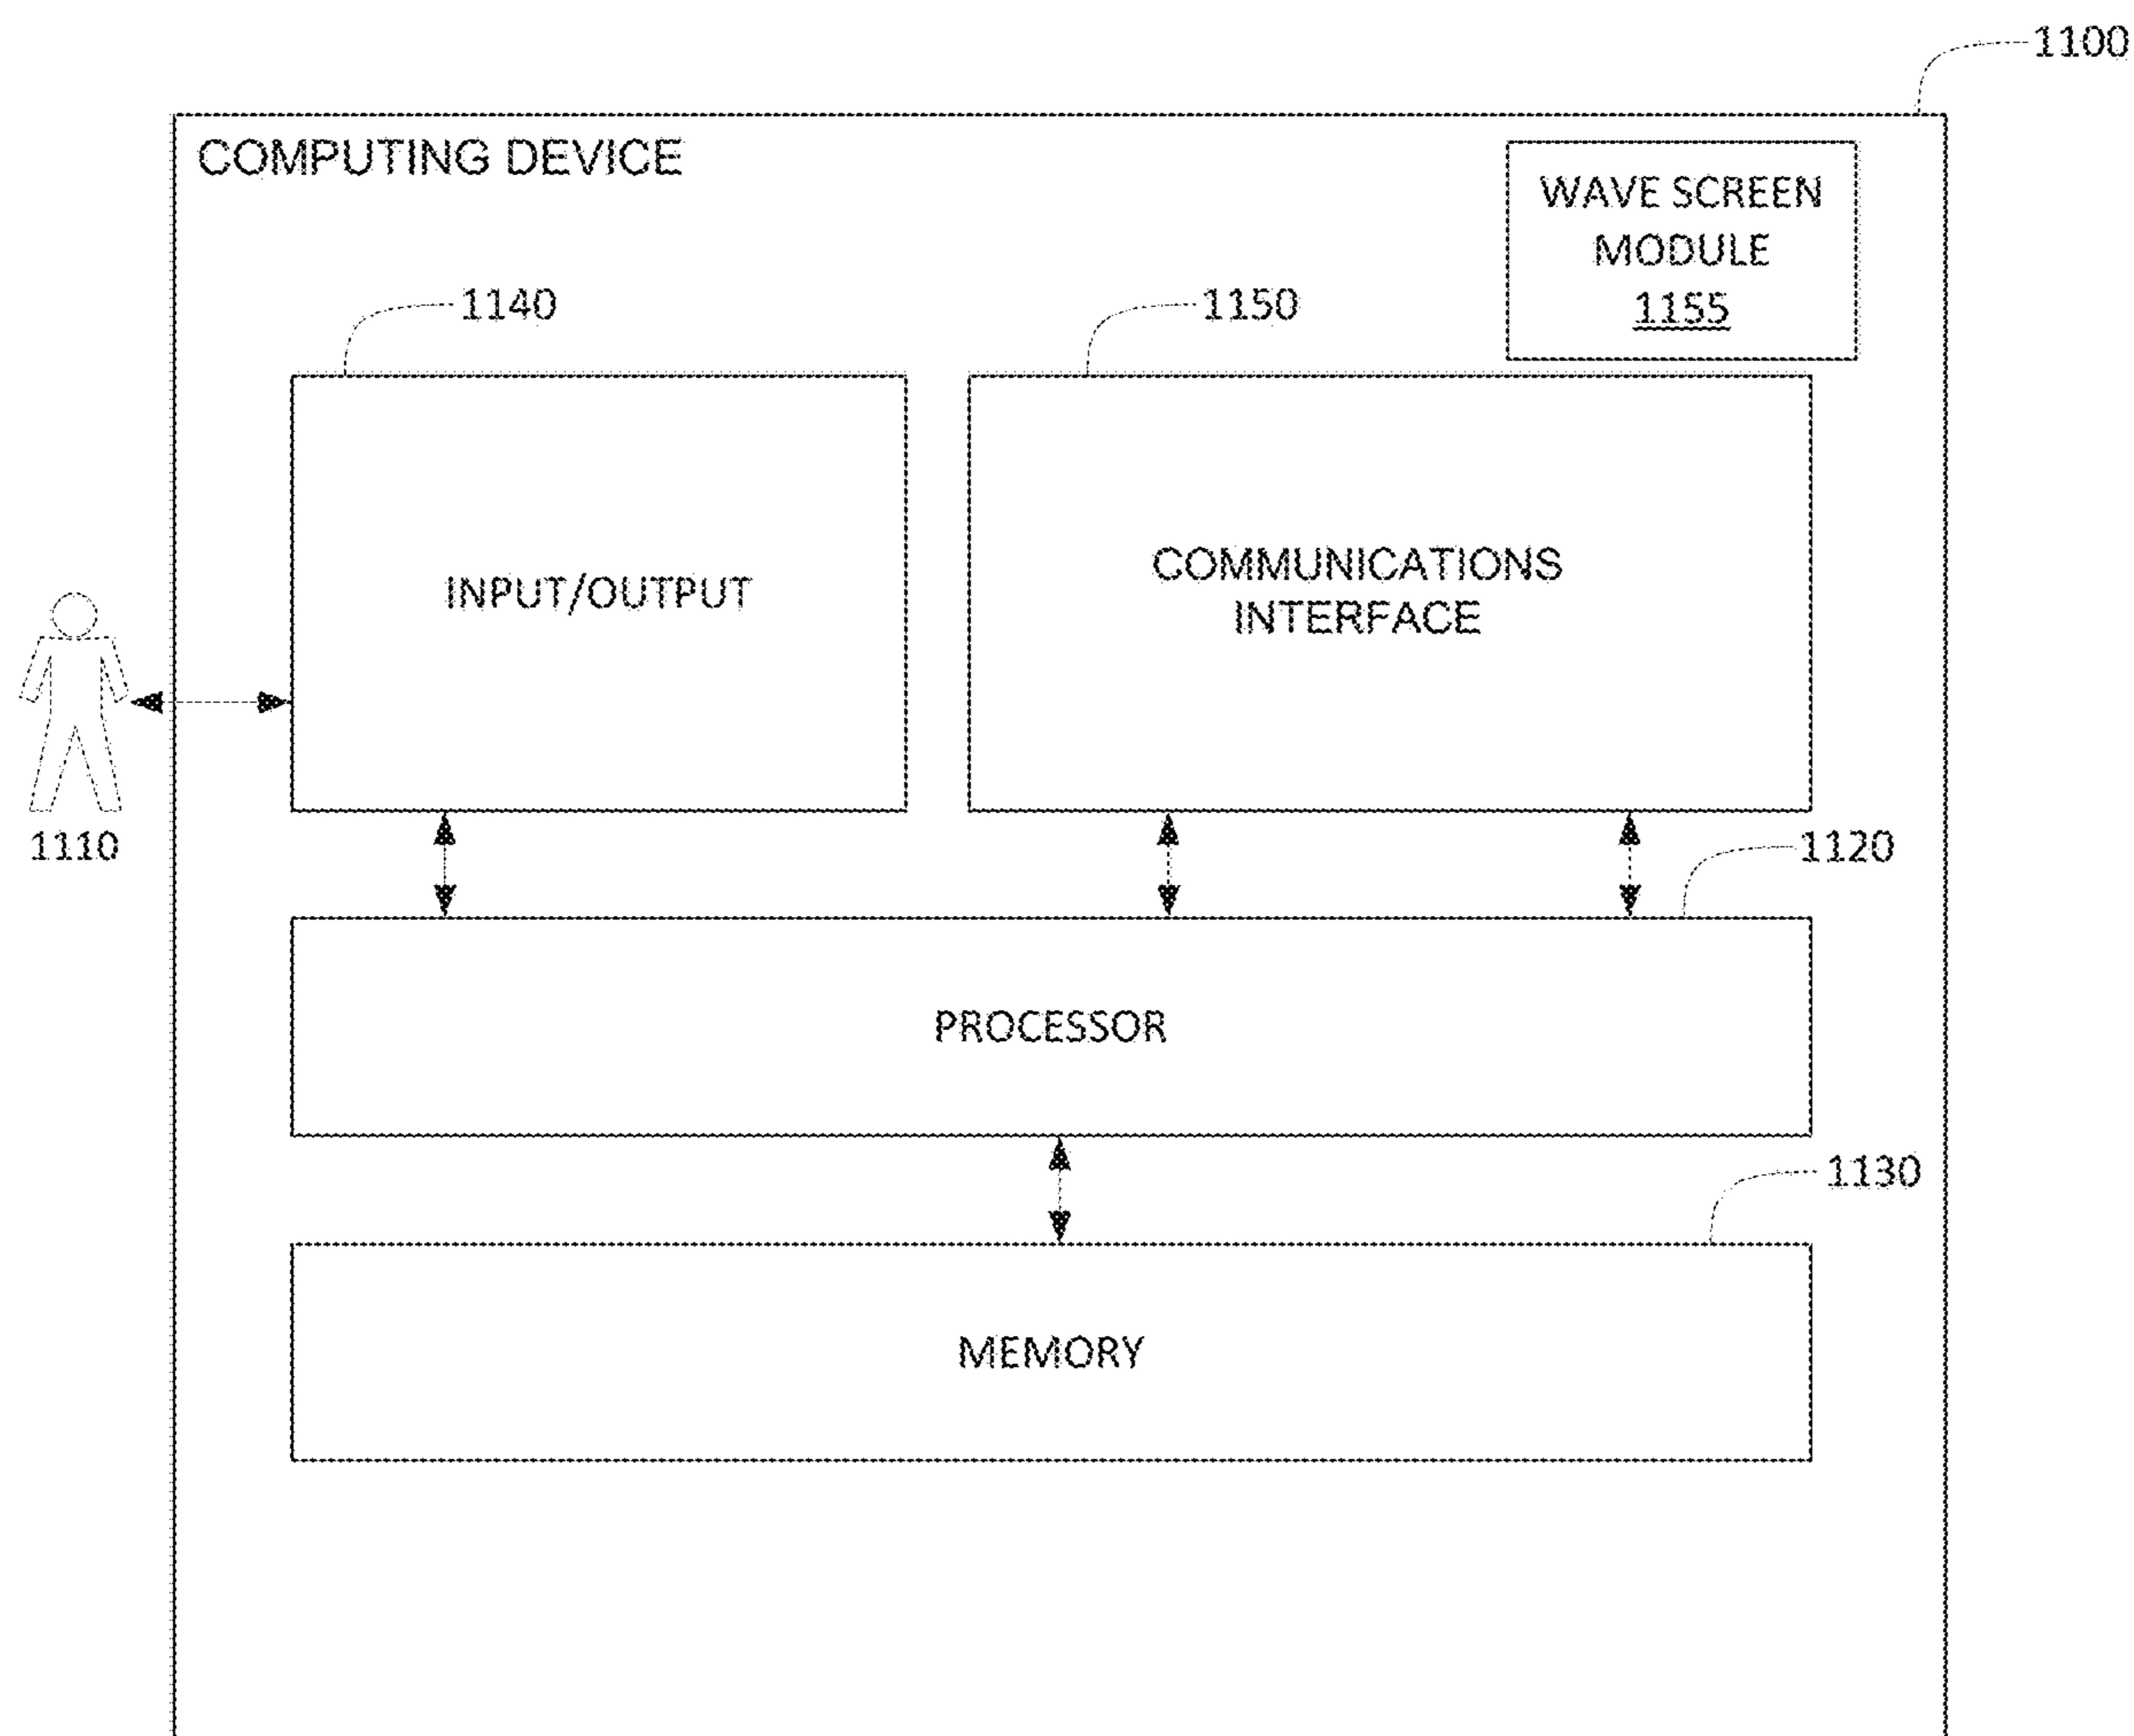 1100
COMPUTING DEVICE
WAVE SCREEN
MODULE
1155
1140
1150
INPUT/OUTPUT
COMMUNICATIONS
INTERFACE
1110
1120
PROCESSOR
1130
MEMORY